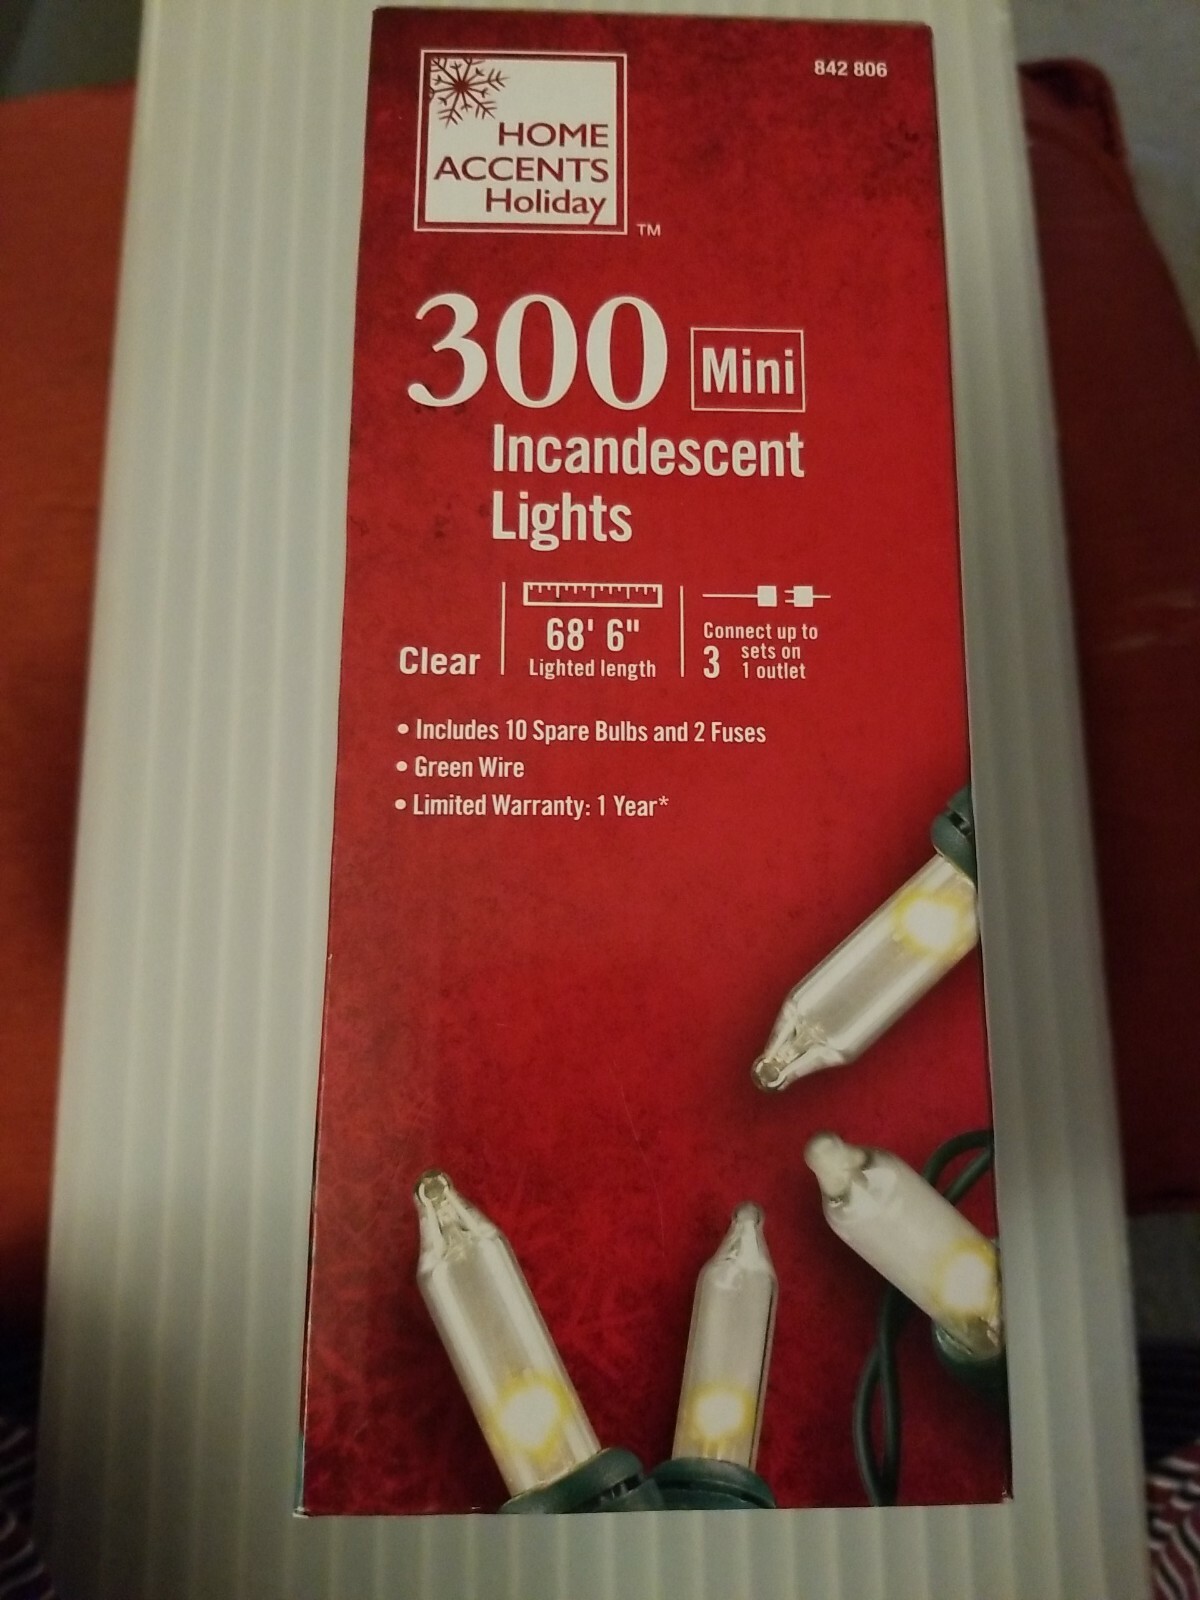 842 806
HOME
ACCENTS
Holiday
TM
300 Mini
Incandescent
Lights
Clear
68' 6"
Lighted length
Connect up to
3 sets on
1 outlet
• Includes 10 Spare Bulbs and 2 Fuses
• Green Wire
• Limited Warranty: 1 Year*